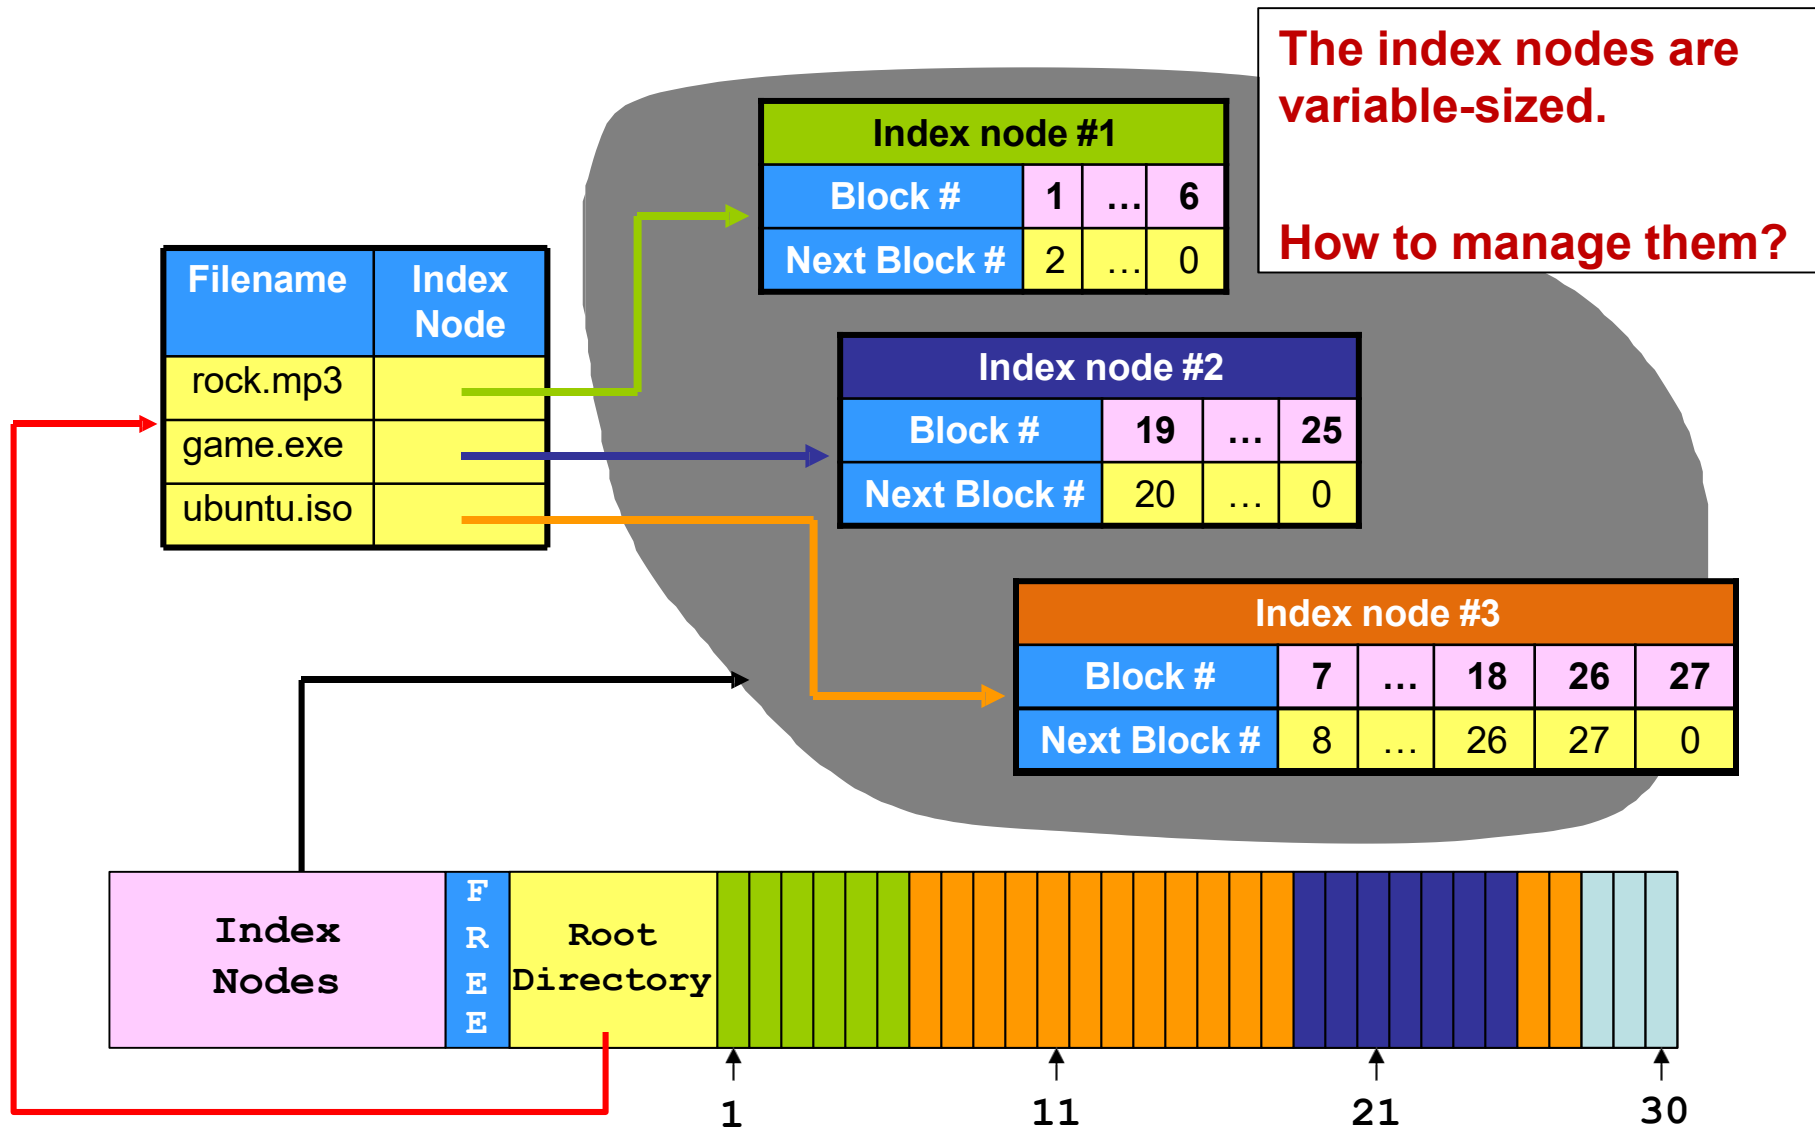 The index nodes are
variable-sized.
How to manage them?
Index node #1
Block # 1 … 6
Next Block # 2 … 0
Filename Index
Node
rock.mp3
game.exe
ubuntu.iso
Index node #2
Block # 19 … 25
Next Block # 20 … 0
Index node #3
Block # 7 … 18 26 27
Next Block # 8 … 26 27 0
Index
Nodes
F
R
E
E
Root
Directory
1 11 21 30